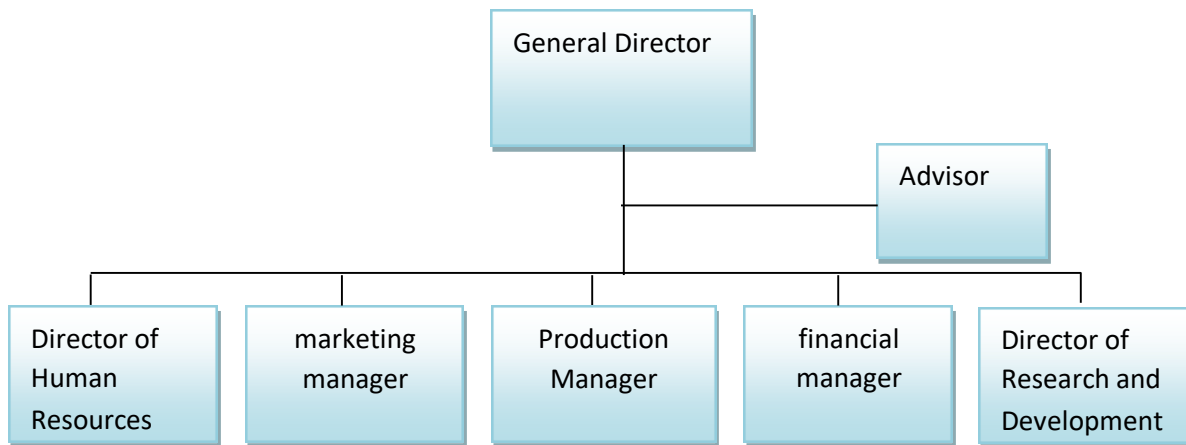 General Director
Advisor
Director of
Human
Resources
marketing
manager
Production
Manager
financial
manager
Director of
Research and
Development